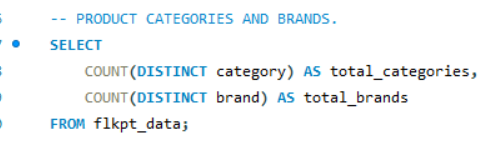 -- PRODUCT CATEGORIES AND BRANDS.
SELECT
COUNT(DISTINCT category) AS total_categories,
COUNT(DISTINCT brand) AS total_brands
FROM flkpt_data;